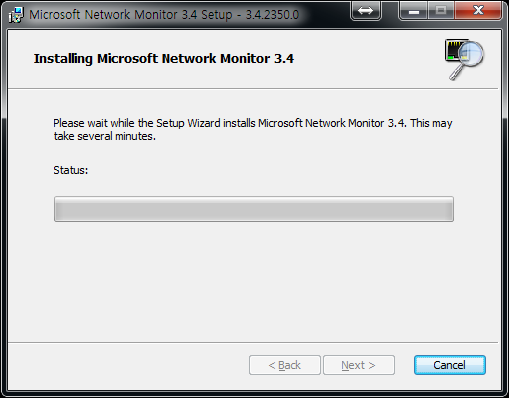 Microsoft Network Monitor 3.4 Setup - 3.4.2350.0
Installing Microsoft Network Monitor 3.4
Please wait while the Setup Wizard installs Microsoft Network Monitor 3.4. This may
take several minutes.
Status:
< Back Next > Cancel